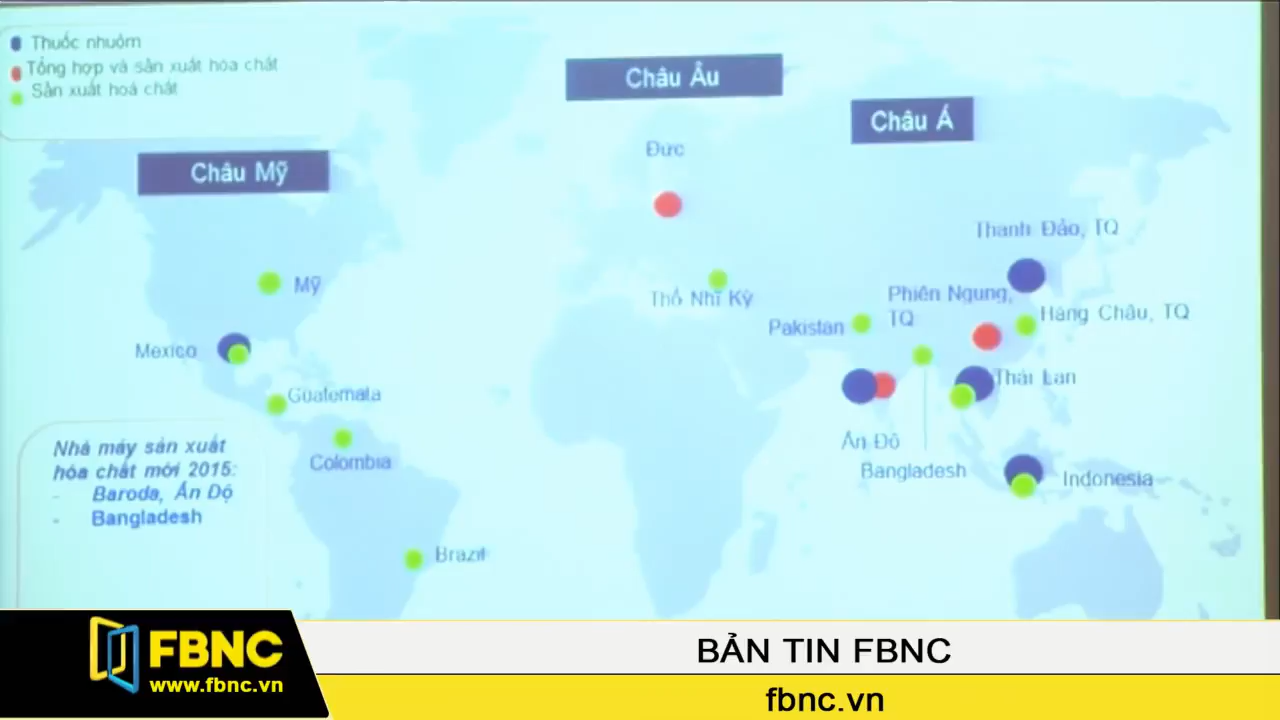 Thuốc nhuộm
Tổng hợp và sản xuất hóa chất
Sản xuất hoá chất
Châu Âu
Châu Á
Châu Mỹ
Đức
Thanh Đảo, TQ
Mỹ
Thổ Nhĩ Kỳ
Phiên Ngung,
TQ
Hàng Châu, TQ
Pakistan
Mexico
Thái Lan
Guatemala
Ấn Độ
Colombia
Bangladesh
Indonesia
Nhà máy sản xuất
hóa chất mới 2015:
- Baroda, Ấn Độ
- Bangladesh
Brazil
FBNC
www.fbnc.vn
BẢN TIN FBNC
fbnc.vn